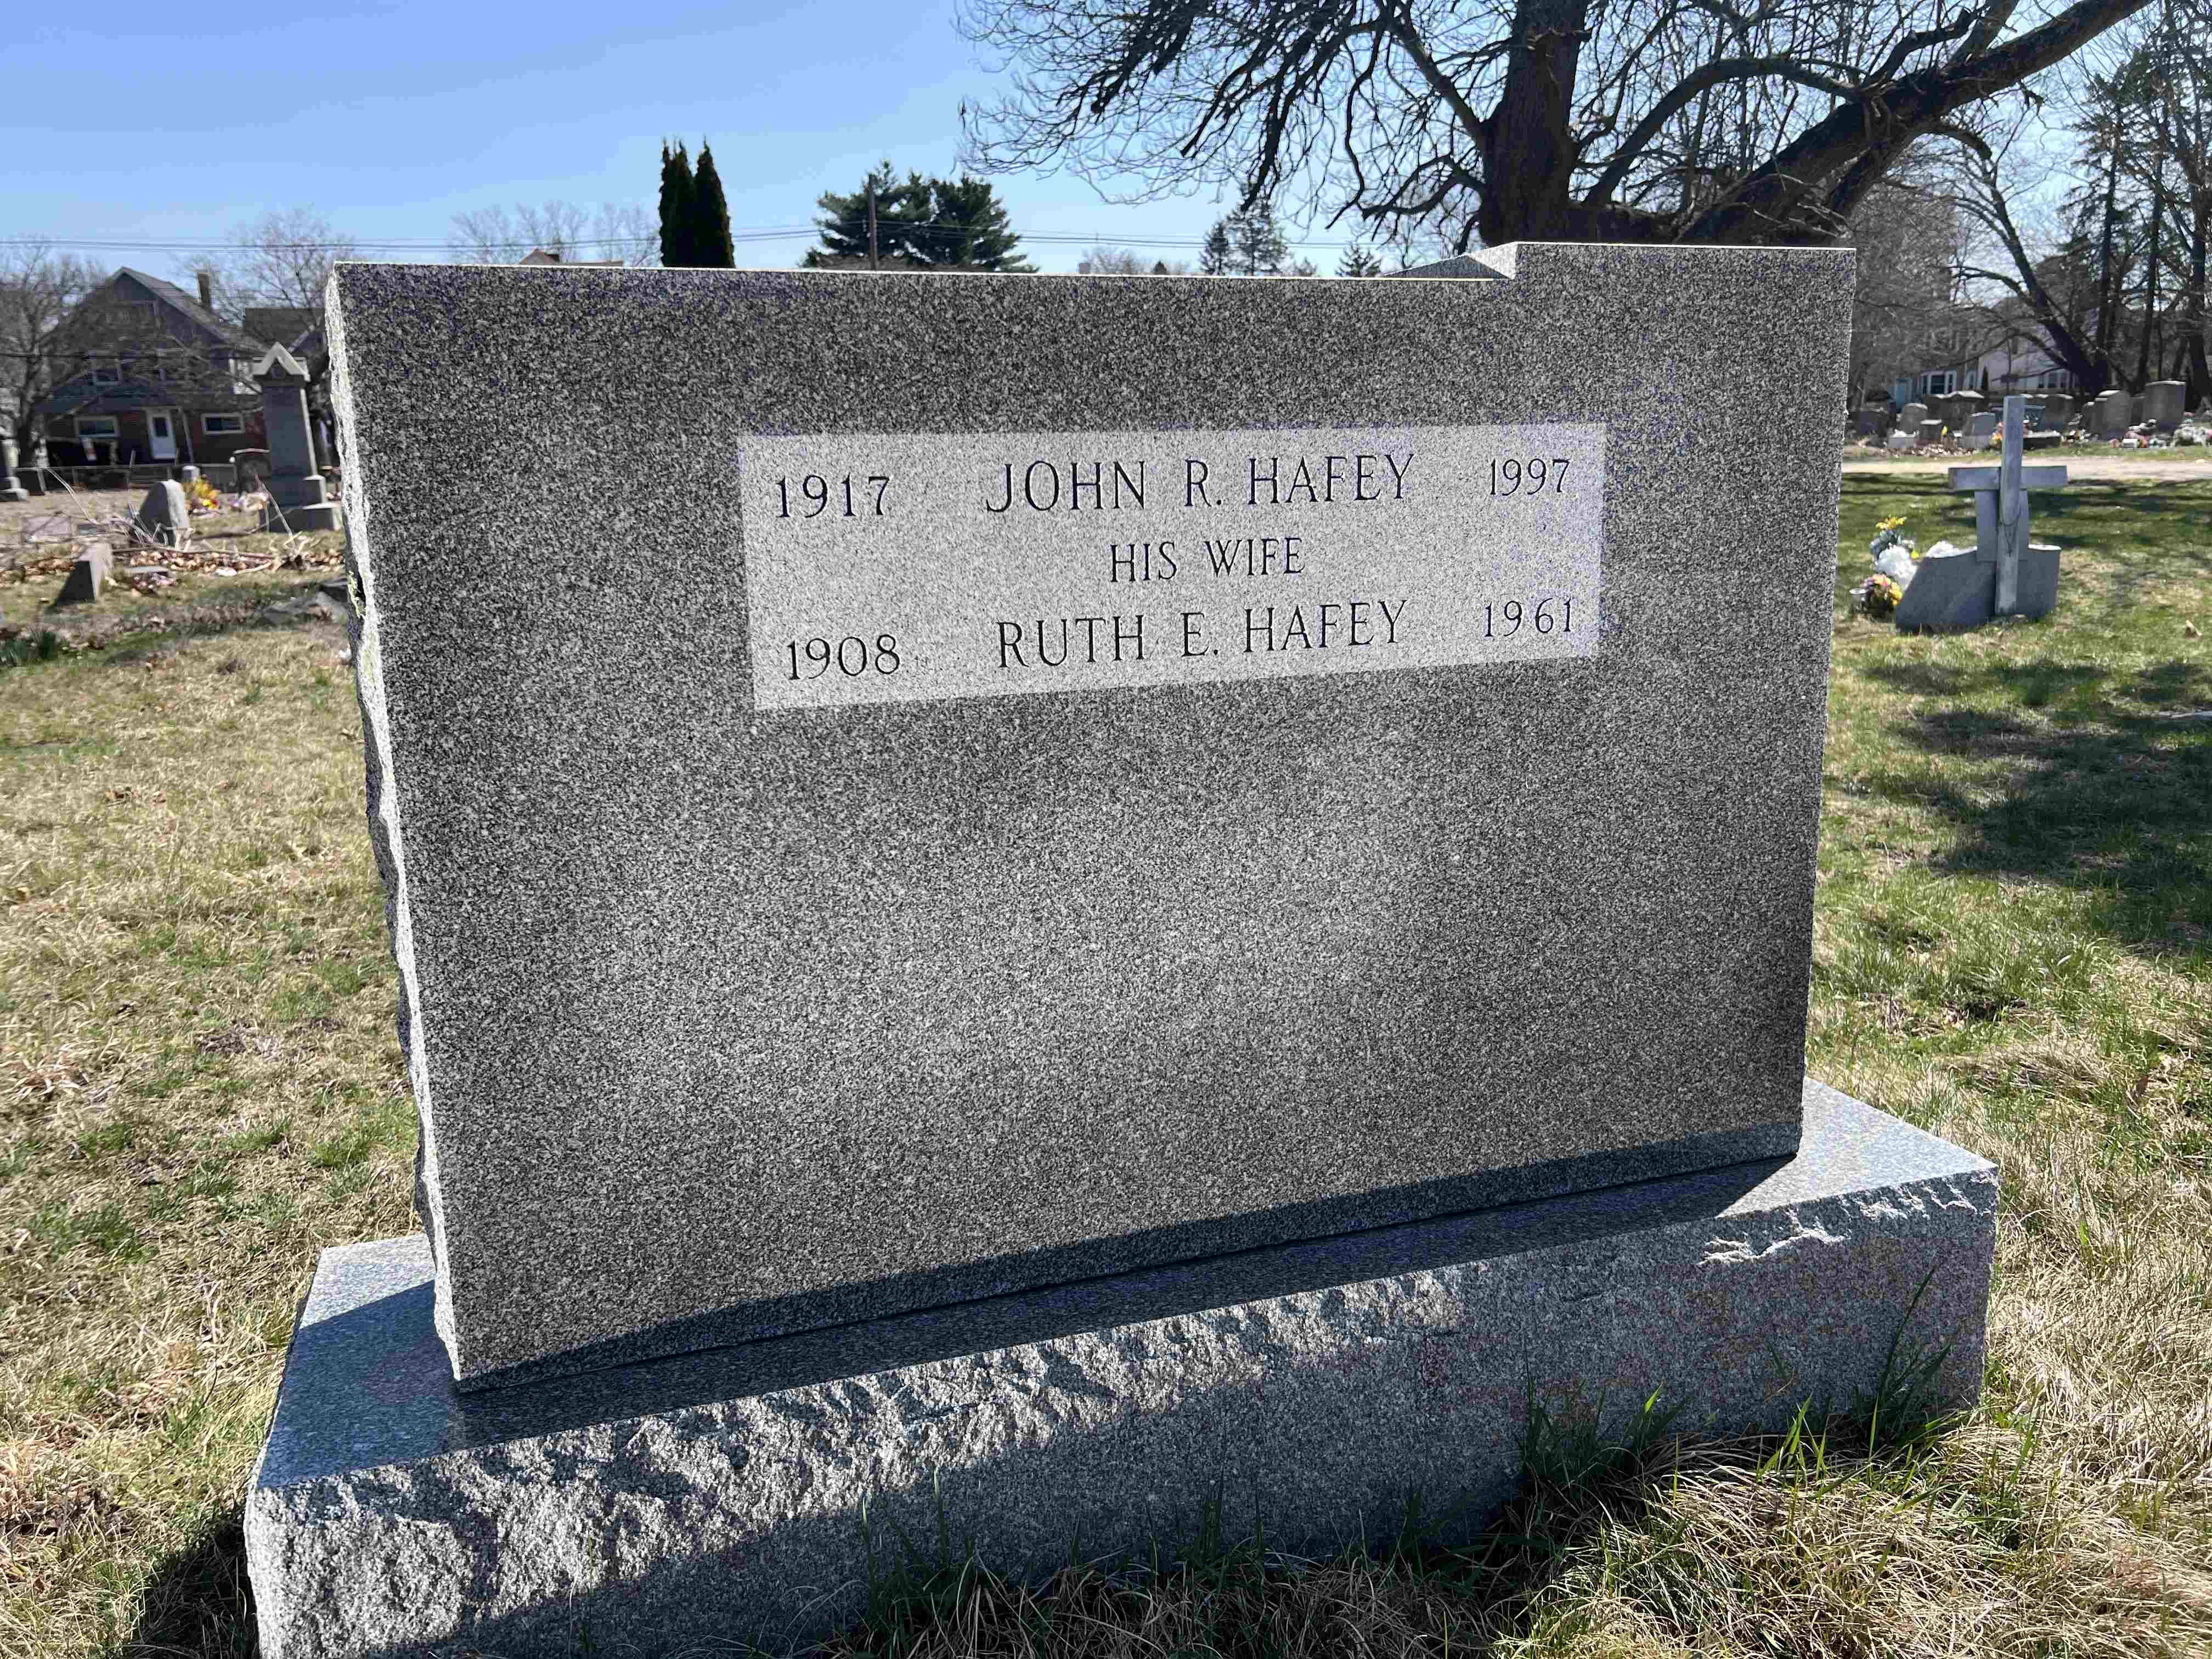 1917 JOHN R. HAFEY 1997
HIS WIFE
1908 RUTH E. HAFEY 1961